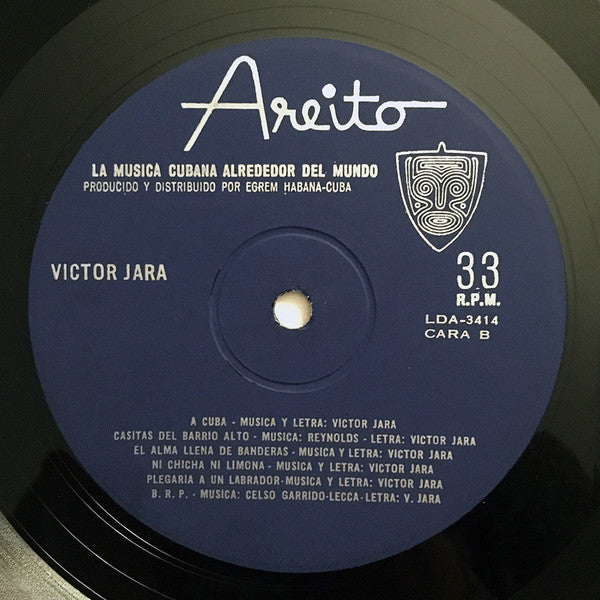 Areito
LA MUSICA CUBANA ALREDEDOR DEL MUNDO
PRODUCIDO Y DISTRIBUIDO POR EGREM HABANA-CUBA
VICTOR JARA
33
R.P.M.
LDA-3414
CARA B
A CUBA - MUSICA Y LETRA: VICTOR JARA
CASITAS DEL BARRIO ALTO - MUSICA: REYNOLDS - LETRA: VICTOR JARA
EL ALMA LLENA DE BANDERAS - MUSICA Y LETRA: VICTOR JARA
NI CHICHA NI LIMONA - MUSICA Y LETRA: VICTOR JARA
PLEGARIA A UN LABRADOR-MUSICA Y LETRA: VICTOR JARA
B. R. P. - MUSICA: CELSO GARRIDO-LECCA-LETRA: V. JARA